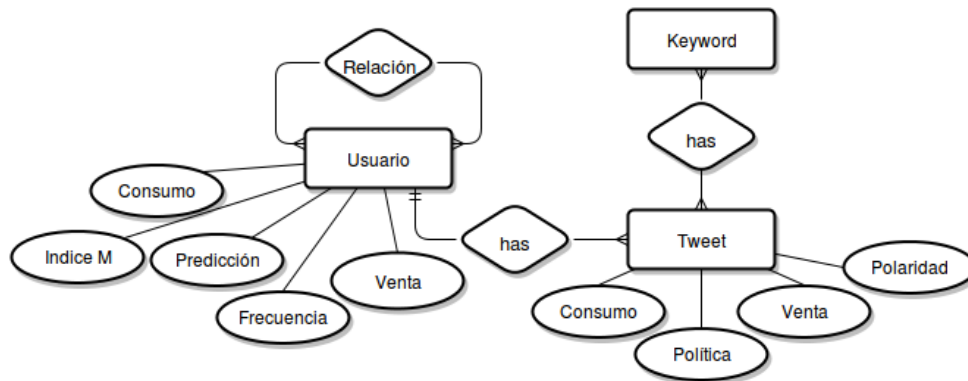 Keyword
Relación
has
Usuario
Consumo
Indice M
Predicción
has
Tweet
Polaridad
Venta
Frecuencia
Consumo
Venta
Política